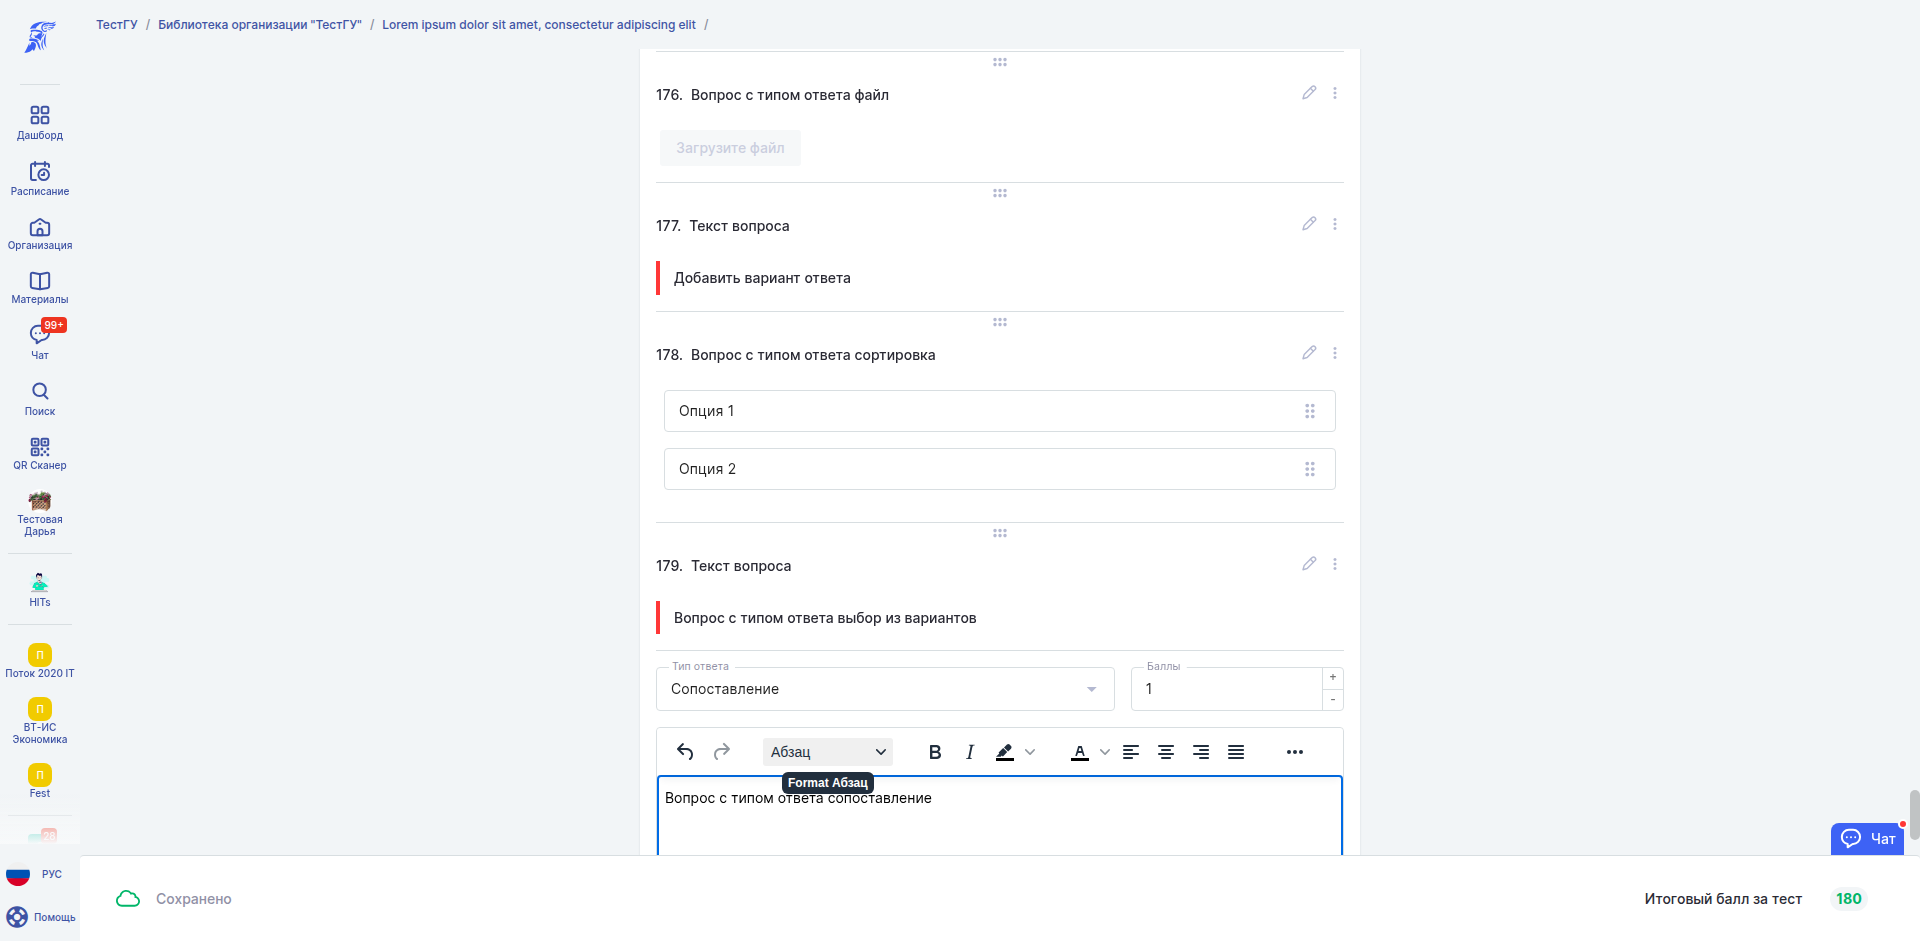 ТестГУ / Библиотека организации "ТестГУ" / Lorem ipsum dolor sit amet, consectetur adipiscing elit /
Дашборд
Расписание
Организация
Материалы
99+
Чат
Поиск
QR Сканер
Тестовая
Дарья
HITs
П
Поток 2020 IT
П
ВТ-ИС
Экономика
П
Fest
28
РУС
Помощь
176. Вопрос с типом ответа файл
Загрузите файл
177. Текст вопроса
Добавить вариант ответа
178. Вопрос с типом ответа сортировка
Опция 1
Опция 2
179. Текст вопроса
Вопрос с типом ответа выбор из вариантов
Тип ответа
Сопоставление
Баллы
1
+
-
Абзац
B I A
Format Абзац
Вопрос с типом ответа сопоставление
Чат
Сохранено
Итоговый балл за тест 180